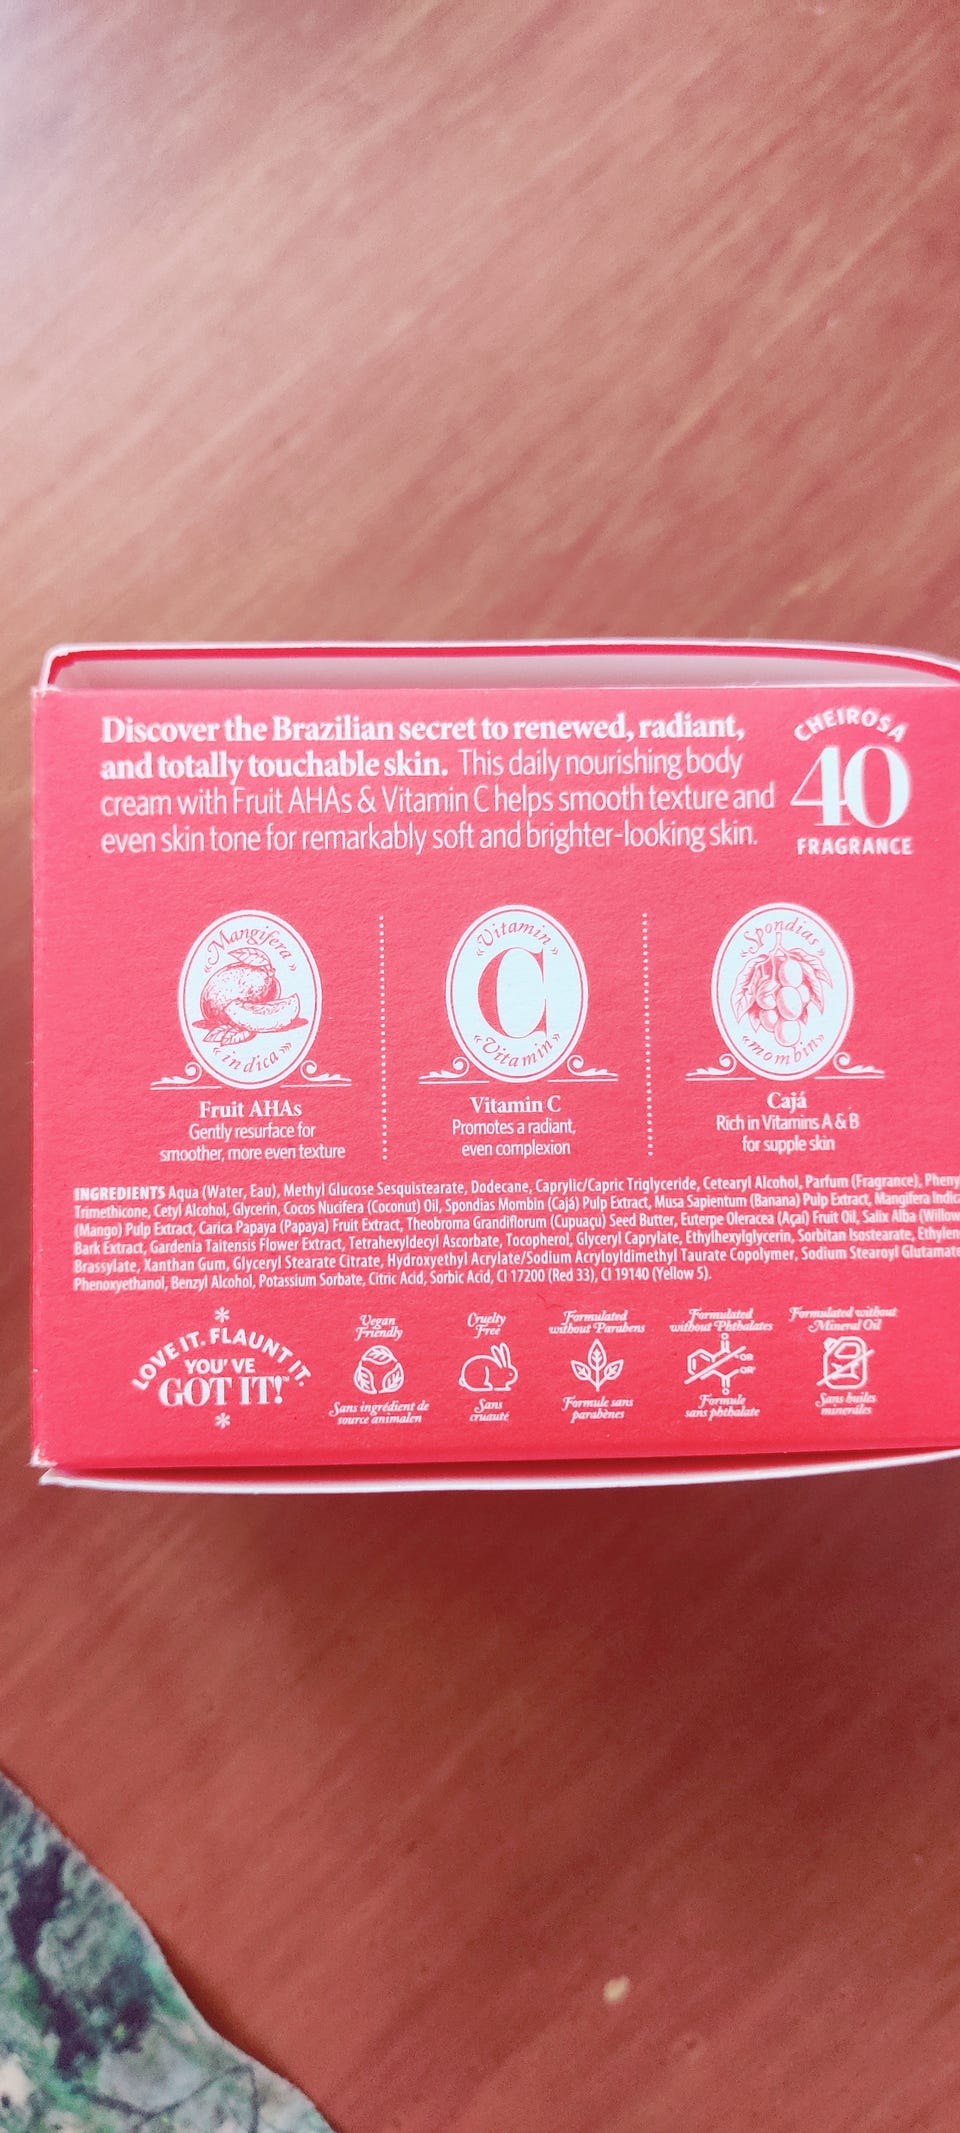 Discover the Brazilian secret to renewed, radiant,
and totally touchable skin. This daily nourishing body
cream with Fruit AHAs & Vitamin C helps smooth texture and
even skin tone for remarkably soft and brighter-looking skin.
CHEIROSA
40
FRAGRANCE
«Mangifera»
«indica»
«Vitamin»
C
«Vitamin»
«Spondias»
«mombin»
Fruit AHAs
Gently resurface for
smoother, more even texture
Vitamin C
Promotes a radiant,
even complexion
Cajá
Rich in Vitamins A & B
for supple skin
INGREDIENTS Aqua (Water, Eau), Methyl Glucose Sesquistearate, Dodecane, Caprylic/Capric Triglyceride, Cetearyl Alcohol, Parfum (Fragrance), Pheny
Trimethicone, Cetyl Alcohol, Glycerin, Cocos Nucifera (Coconut) Oil, Spondias Mombin (Cajá) Pulp Extract, Musa Sapientum (Banana) Pulp Extract, Mangifera Indica
(Mango) Pulp Extract, Carica Papaya (Papaya) Fruit Extract, Theobroma Grandiflorum (Cupuaçu) Seed Butter, Euterpe Oleracea (Açaí) Fruit Oil, Salix Alba (Willow
Bark Extract, Gardenia Taitensis Flower Extract, Tetrahexyldecyl Ascorbate, Tocopherol, Glyceryl Caprylate, Ethylhexylglycerin, Sorbitan Isostearate, Ethylen
Brassylate, Xanthan Gum, Glyceryl Stearate Citrate, Hydroxyethyl Acrylate/Sodium Acryloyldimethyl Taurate Copolymer, Sodium Stearoyl Glutamate
Phenoxyethanol, Benzyl Alcohol, Potassium Sorbate, Citric Acid, Sorbic Acid, CI 17200 (Red 33), CI 19140 (Yellow 5).
LOVE IT. FLAUNT IT.
YOU'VE
GOT IT!™
Vegan
Friendly
Sans ingrédient de
source animalen
Cruelty
Free
Sans
cruauté
Formulated
without Parabens
Formule sans
parabènes
Formulated
without Phthalates
OR
OR'
Formule
sans phthalate
Formulated without
Mineral Oil
Sans huiles
minerales